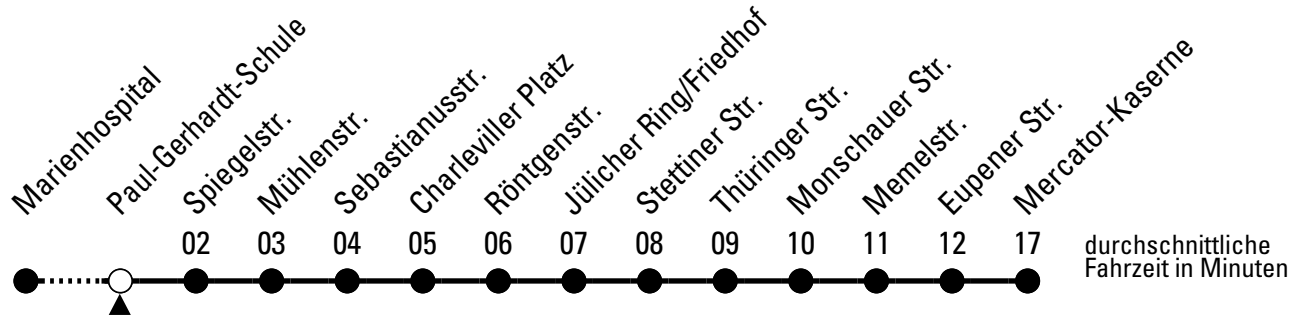 Marienhospital
Paul-Gerhardt-Schule
Spiegelstr.
Mühlenstr.
Sebastianusstr.
Charleviller Platz
Röntgenstr.
Jülicher Ring/Friedhof
Stettiner Str.
Thüringer Str.
Monschauer Str.
Memelstr.
Eupener Str.
Mercator-Kaserne
02 03 04 05 06 07 08 09 10 11 12 17
durchschnittliche
Fahrzeit in Minuten